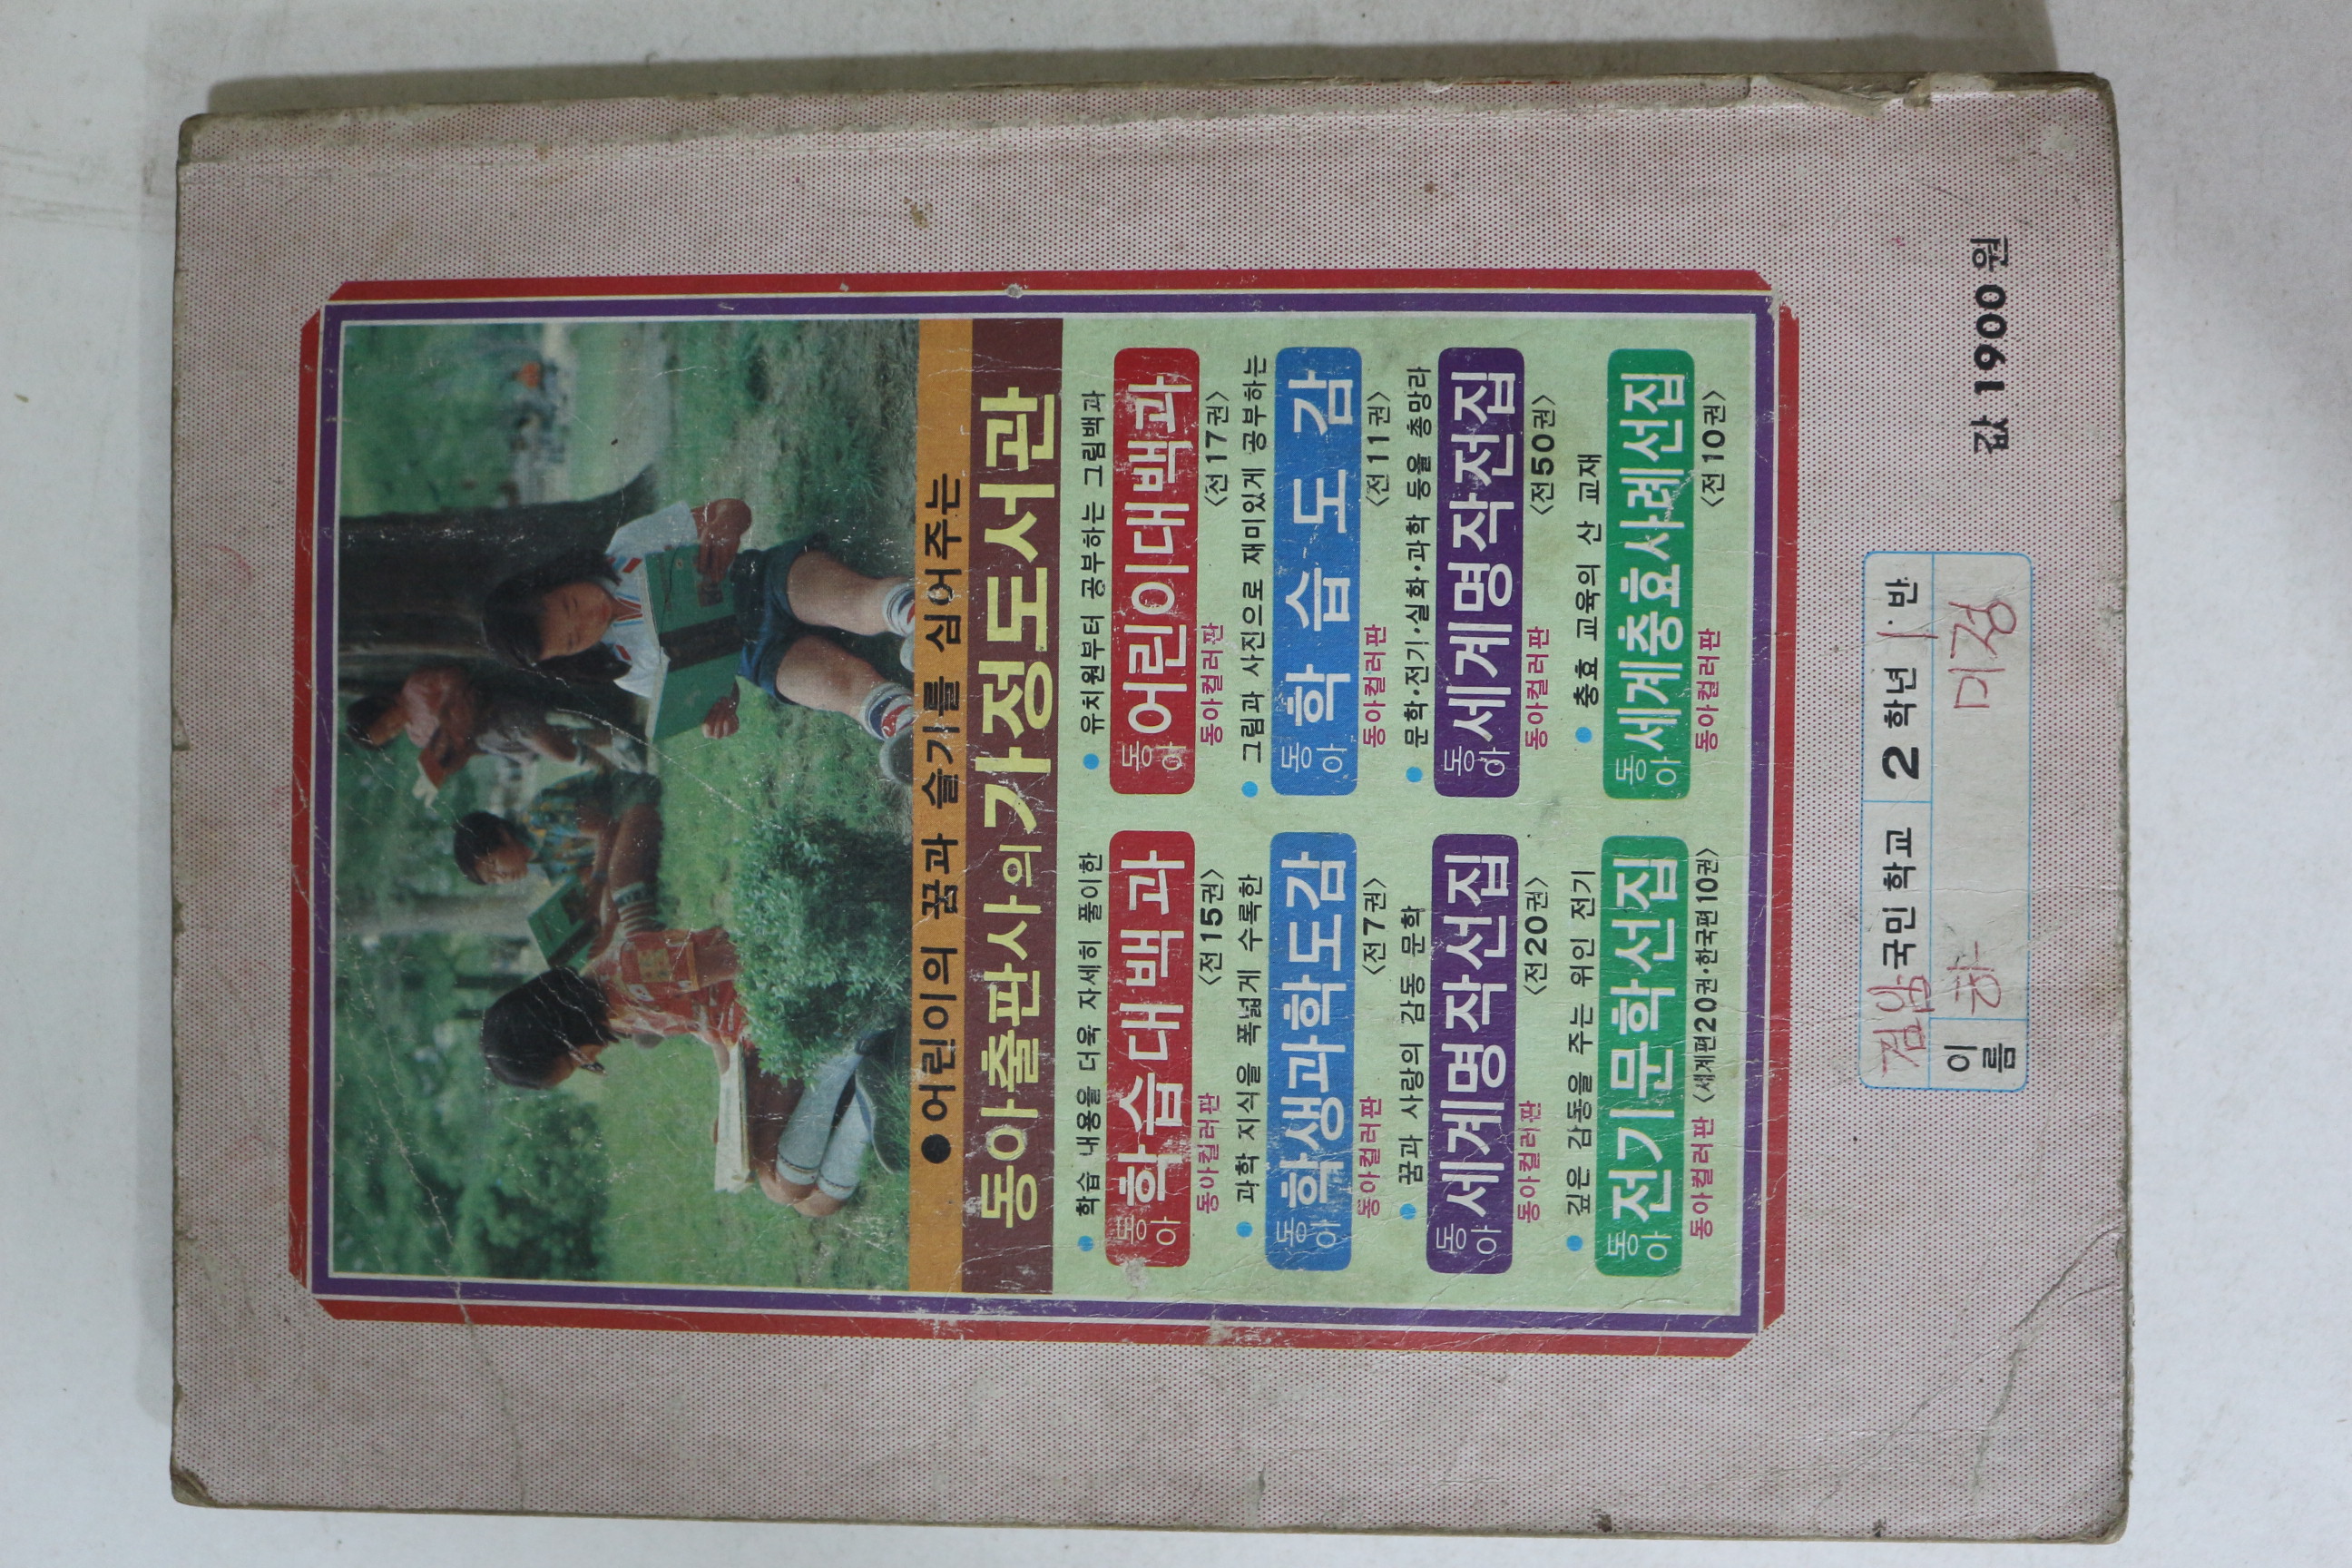 ●어린이의 꿈과 슬기를 심어주는
동아출판사의 가정도서관
● 학습 내용을 더욱 자세히 풀이한
동아 학습대백과
동아컬러판 〈전15권〉
● 유치원부터 공부하는 그림백과
동아 어린이대백과
동아컬러판 〈전17권〉
● 과학 지식을 폭넓게 수록한
동아 학생과학도감
동아컬러판 〈전7권〉
● 그림과 사진으로 재미있게 공부하는
동아 학습도감
동아컬러판 〈전11권〉
● 꿈과 사랑의 감동 문학
동아 세계명작선집
동아컬러판 〈전20권〉
● 문학·전기·실화·과학 등을 총망라
동아 세계명작전집
동아컬러판 〈전50권〉
● 깊은 감동을 주는 위인 전기
동아 전기문학선집
동아컬러판 〈세계편20권·한국편10권〉
● 충효 교육의 산 교재
동아 세계충효사례선집
동아컬러판 〈전10권〉
국민학교 2 학년 1 반
이름 미경
값 1900원